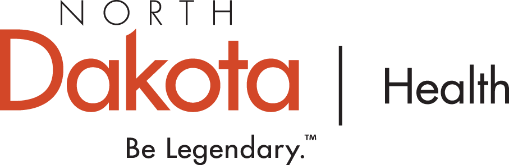 NORTH
Dakota | Health
Be Legendary.™